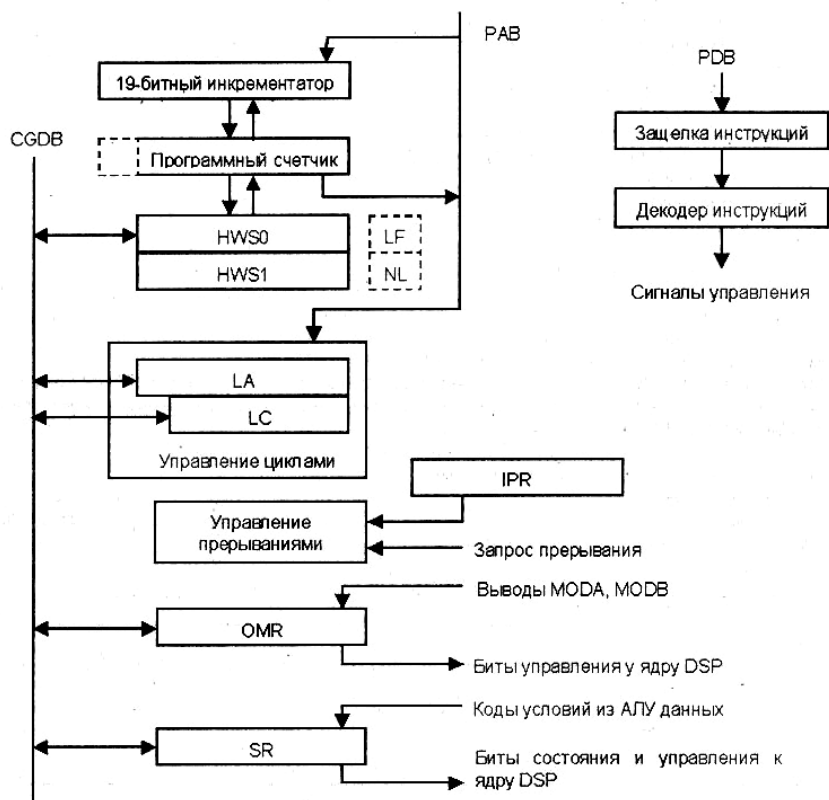 PAB
19-битный инкрементатор
CGDB
Программный счетчик
HWS0
LF
HWS1
NL
PDB
Защелка инструкций
Декодер инструкций
Сигналы управления
LA
LC
Управление циклами
IPR
Управление
прерываниями
Запрос прерывания
Выводы MODA, MODB
OMR
Биты управления у ядру DSP
Коды условий из АЛУ данных
SR
Биты состояния и управления к
ядру DSP